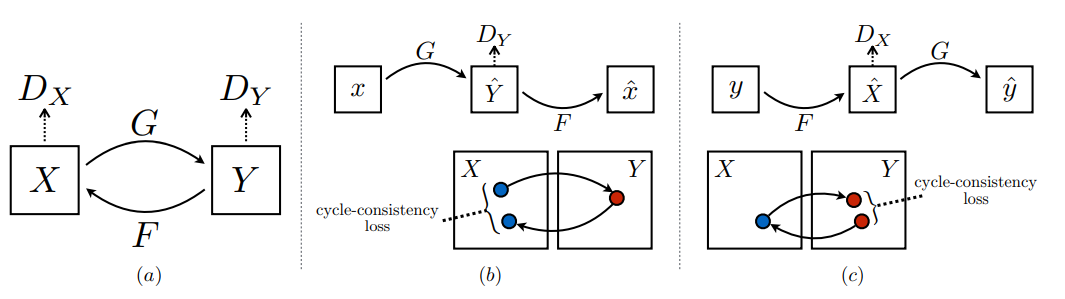 D_X
D_Y
G
X
Y
F
(a)
D_Y
G
x
Ŷ
x̂
F
X
Y
cycle-consistency
loss
(b)
D_X
G
y
X̂
ŷ
F
X
Y
cycle-consistency
loss
(c)